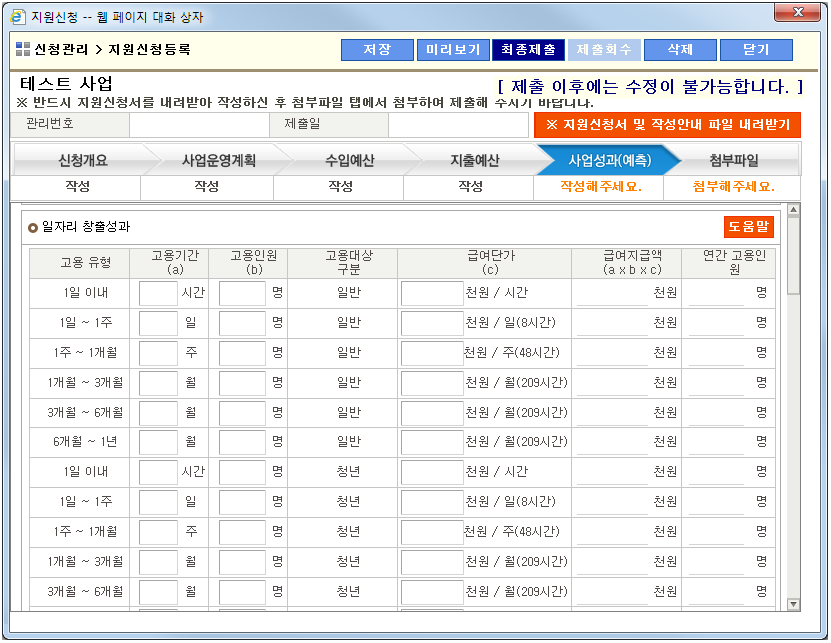 지원신청 -- 웹 페이지 대화 상자
신청관리 > 지원신청등록
저장 미리보기 최종제출 제출회수 삭제 닫기
테스트 사업
[ 제출 이후에는 수정이 불가능합니다. ]
※ 반드시 지원신청서를 내려받아 작성하신 후 첨부파일 탭에서 첨부하여 제출해 주시기 바랍니다.
관리번호 제출일 ※ 지원신청서 및 작성안내 파일 내려받기
신청개요 사업운영계획 수입예산 지출예산 사업성과(예측) 첨부파일
작성 작성 작성 작성 작성해주세요. 첨부해주세요.
일자리 창출성과 도움말
고용 유형 고용기간 (a) 고용인원 (b) 고용대상 구분 급여단가 (c) 급여지급액 (a x b x c) 연간 고용인원
1일 이내 시간 명 일반 천원 / 시간 천원 명
1일 ~ 1주 일 명 일반 천원 / 일(8시간) 천원 명
1주 ~ 1개월 주 명 일반 천원 / 주(48시간) 천원 명
1개월 ~ 3개월 월 명 일반 천원 / 월(209시간) 천원 명
3개월 ~ 6개월 월 명 일반 천원 / 월(209시간) 천원 명
6개월 ~ 1년 월 명 일반 천원 / 월(209시간) 천원 명
1일 이내 시간 명 청년 천원 / 시간 천원 명
1일 ~ 1주 일 명 청년 천원 / 일(8시간) 천원 명
1주 ~ 1개월 주 명 청년 천원 / 주(48시간) 천원 명
1개월 ~ 3개월 월 명 청년 천원 / 월(209시간) 천원 명
3개월 ~ 6개월 월 명 청년 천원 / 월(209시간) 천원 명